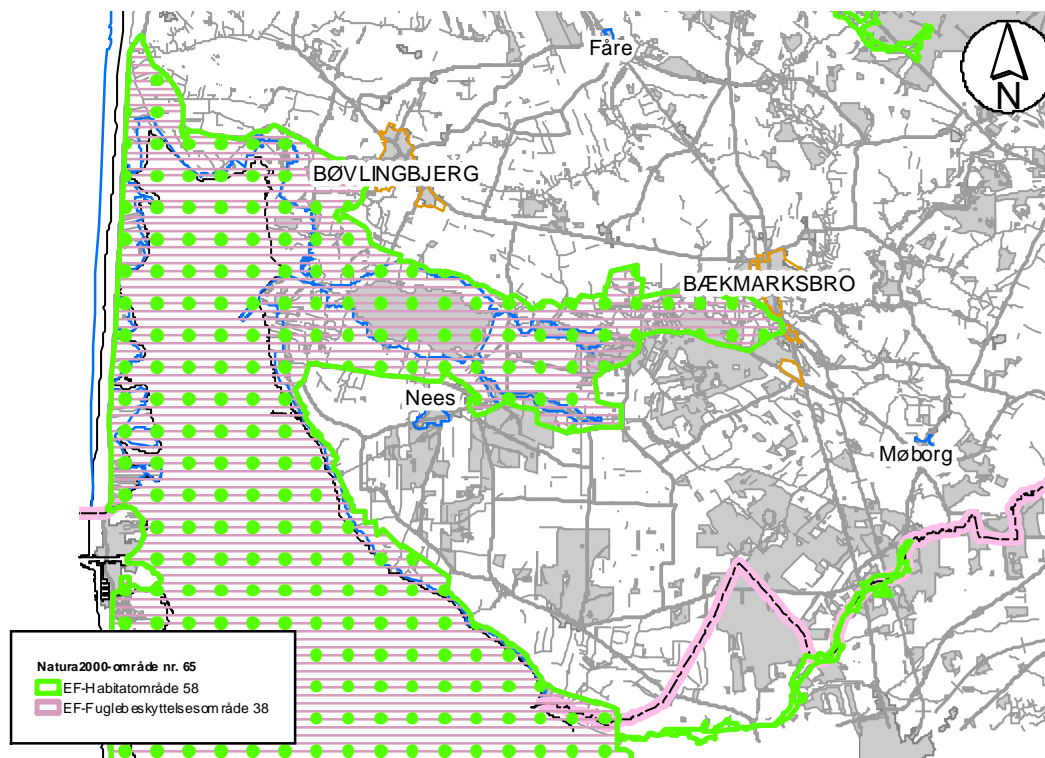 Fåre
N
BØVLINGBJERG
BÆKMARKSBRO
Nees
Møborg
Natura2000-område nr. 65
EF-Habitatområde 58
EF-Fuglebeskyttelsesområde 38